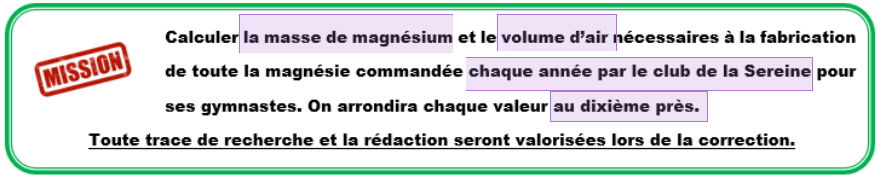 Calculer la masse de magnésium et le volume d'air nécessaires à la fabrication
MISSION
de toute la magnésie commandée chaque année par le club de la Sereine pour
ses gymnastes. On arrondira chaque valeur au dixième près.
Toute trace de recherche et la rédaction seront valorisées lors de la correction.